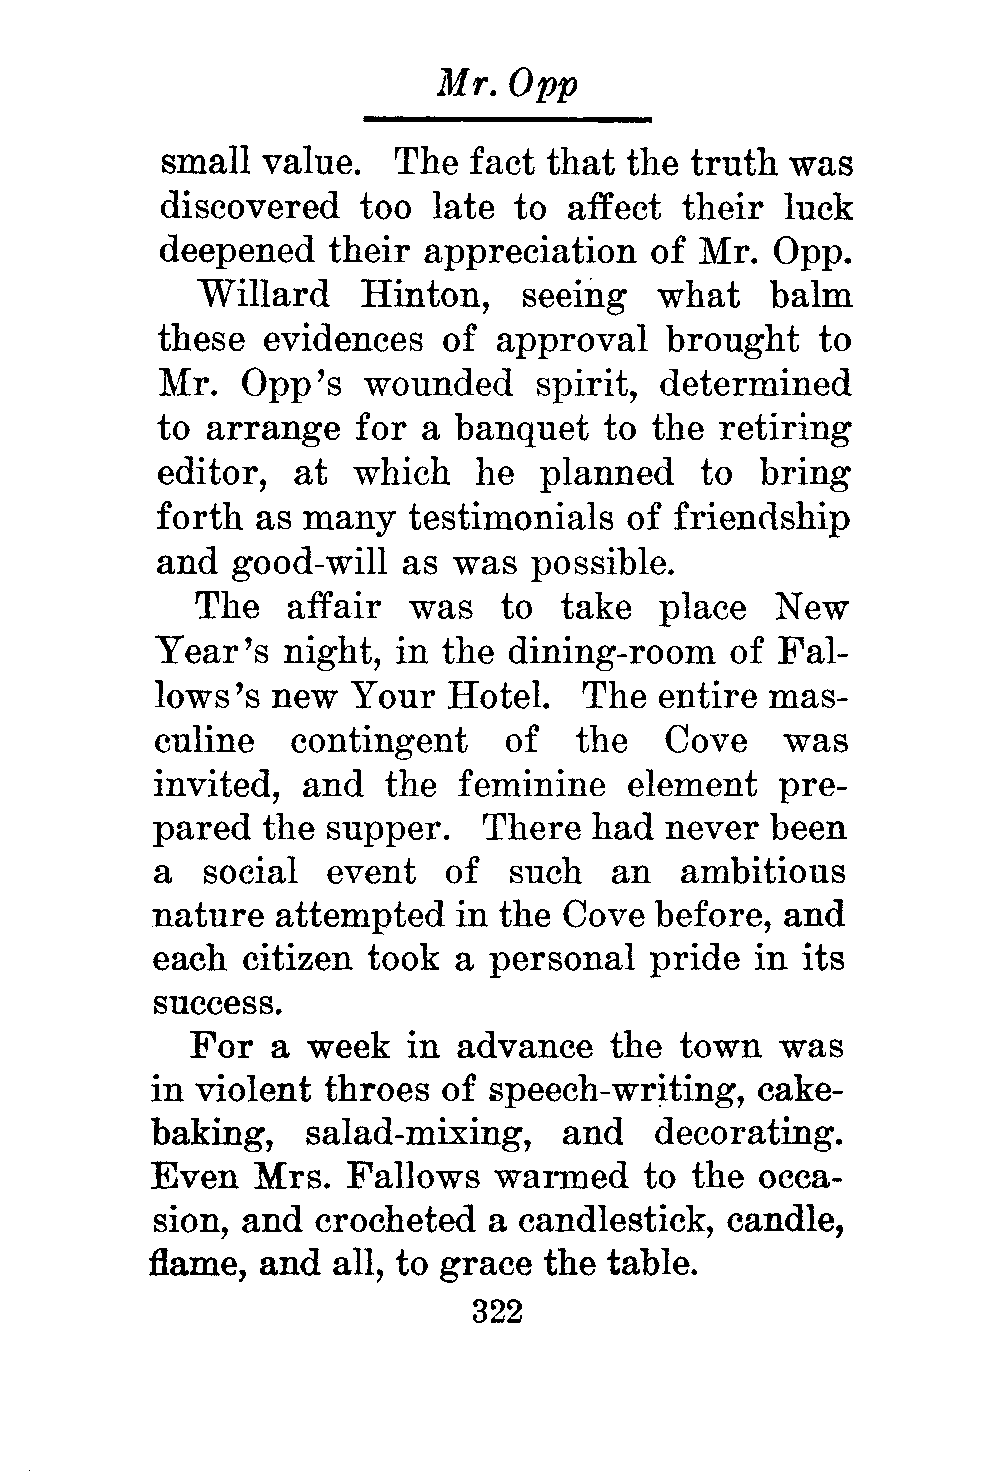 Mr. Opp
small value. The fact that the truth was
discovered too late to affect their luck
deepened their appreciation of Mr. Opp.
Willard Hinton, seeing what balm
these evidences of approval brought to
Mr. Opp's wounded spirit, determined
to arrange for a banquet to the retiring
editor, at which he planned to bring
forth as many testimonials of friendship
and good-will as was possible.
The affair was to take place New
Year's night, in the dining-room of Fal-
lows's new Your Hotel. The entire mas-
culine contingent of the Cove was
invited, and the feminine element pre-
pared the supper. There had never been
a social event of such an ambitious
nature attempted in the Cove before, and
each citizen took a personal pride in its
success.
For a week in advance the town was
in violent throes of speech-writing, cake-
baking, salad-mixing, and decorating.
Even Mrs. Fallows warmed to the occa-
sion, and crocheted a candlestick, candle,
flame, and all, to grace the table.
322